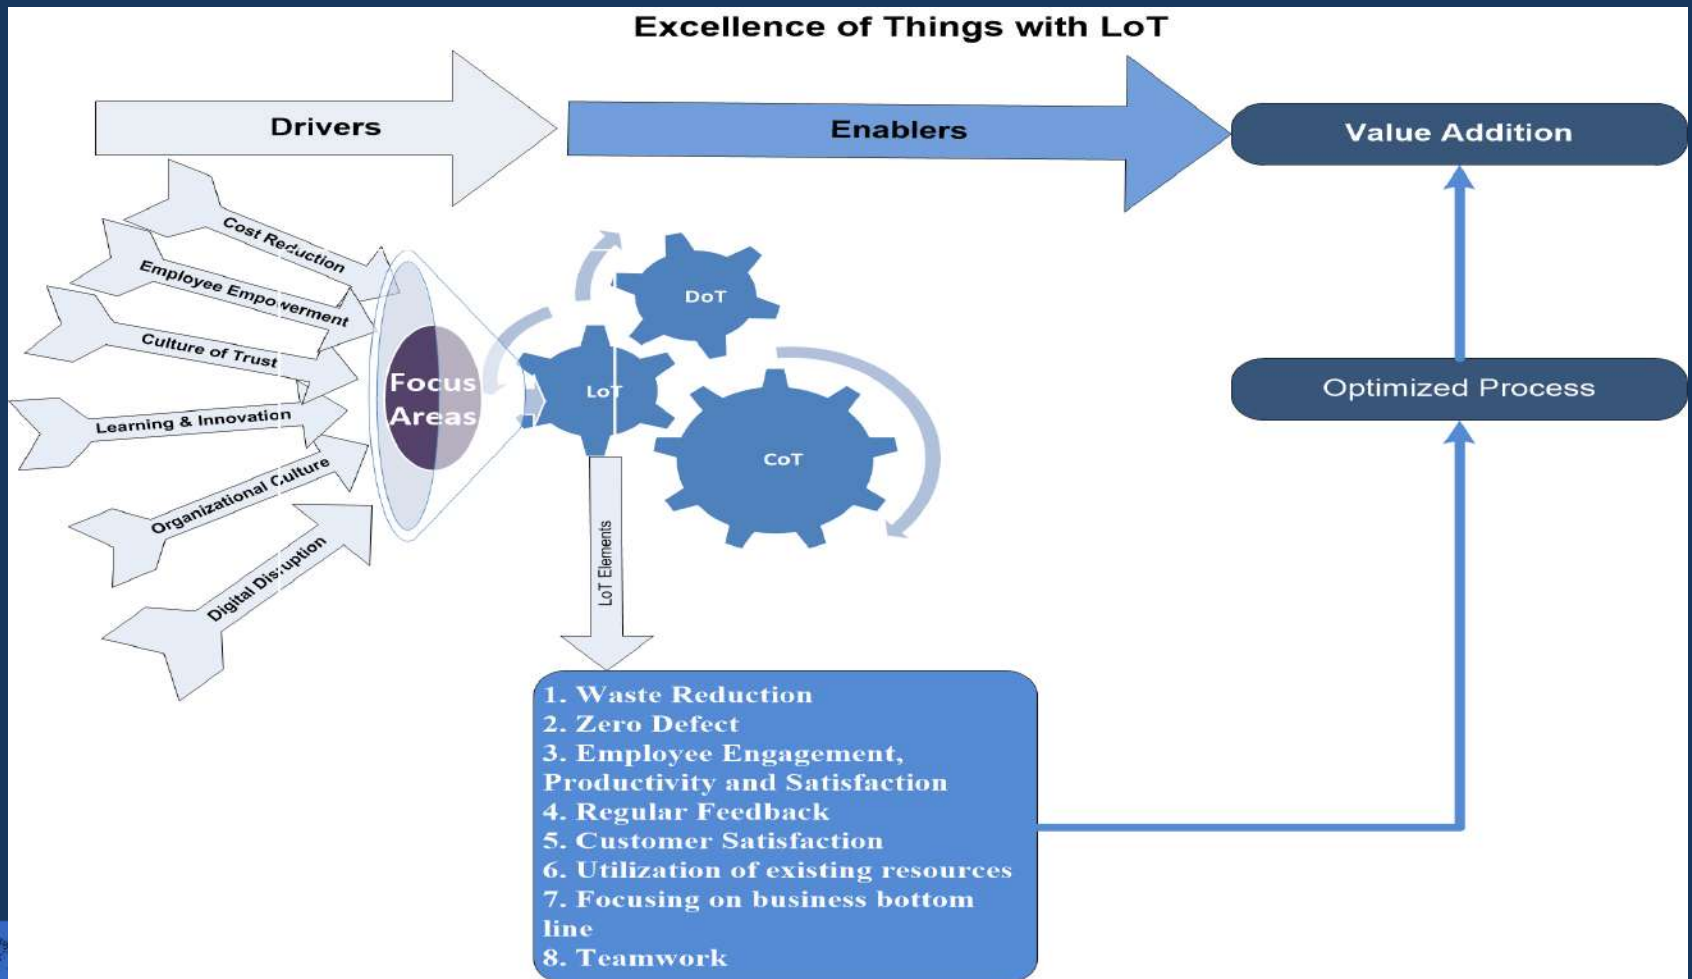 Excellence of Things with LoT
Drivers
Enablers
Value Addition
Cost Reduction
Employee Empowerment
Culture of Trust
Learning & Innovation
Organizational Culture
Digital Disruption
Focus
Areas
DoT
LoT
CoT
Optimized Process
LoT Elements
1. Waste Reduction
2. Zero Defect
3. Employee Engagement,
Productivity and Satisfaction
4. Regular Feedback
5. Customer Satisfaction
6. Utilization of existing resources
7. Focusing on business bottom
line
8. Teamwork